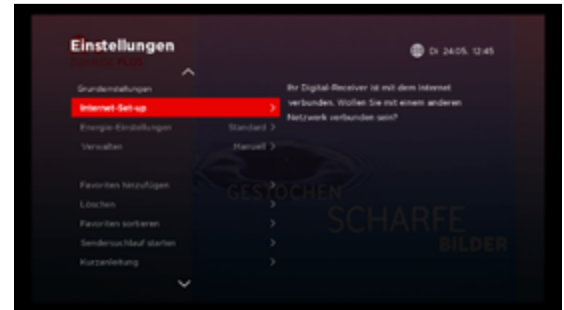 Einstellungen
Di 24.05. 12:45
Grundeinstellungen
Internet-Set-up
Energie-Einstellungen Standard
Verwalten Manuell
Favoriten hinzufügen
Löschen
Favoriten sortieren
Sendersuchlauf starten
Kurzanleitung
Ihr Digital-Receiver ist mit dem Internet
verbunden. Wollen Sie mit einem anderen
Netzwerk verbunden sein?
GESTOCHEN
SCHARFE
BILDER